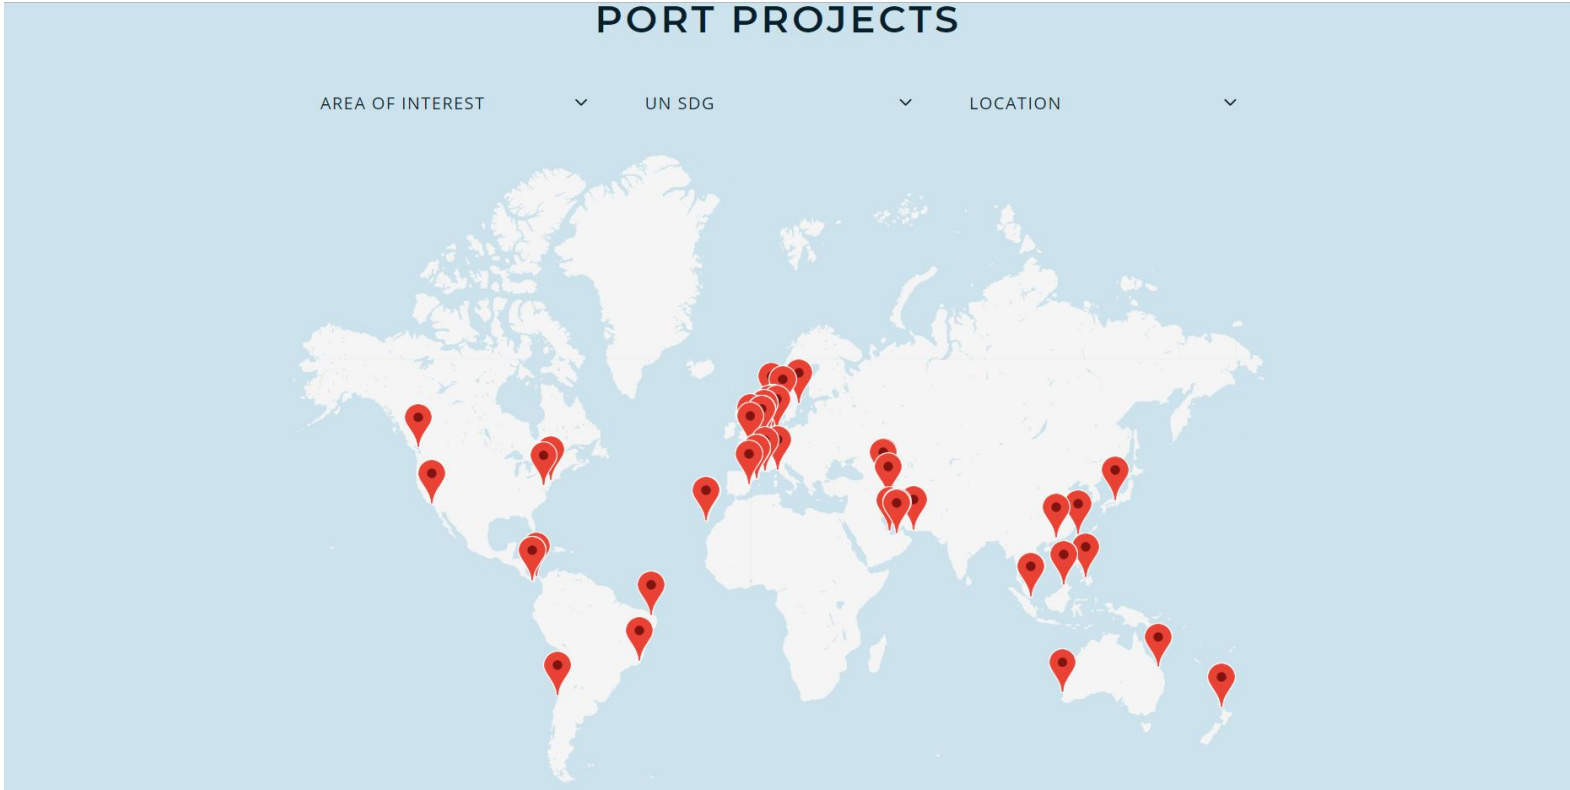 PORT PROJECTS
AREA OF INTEREST
UN SDG
LOCATION